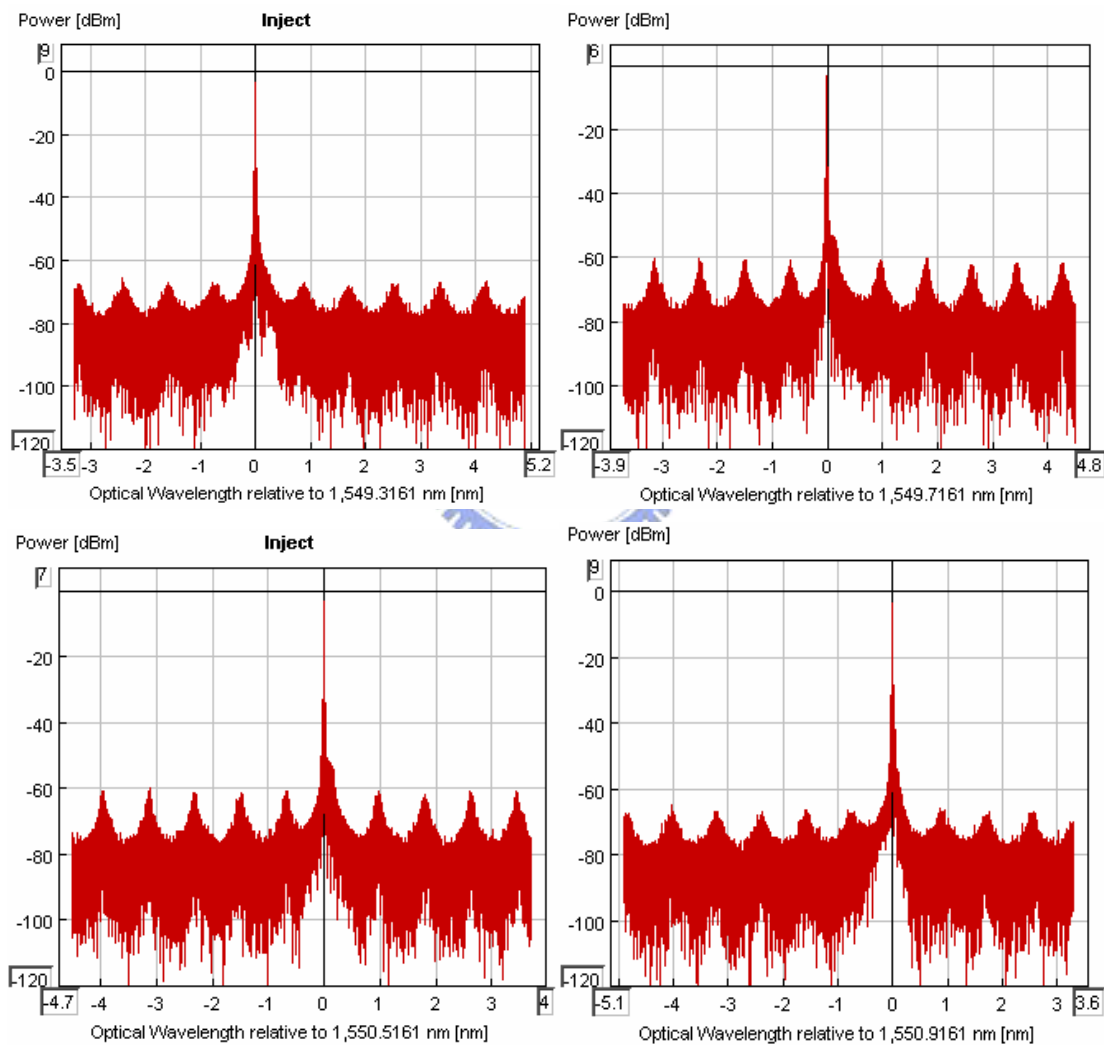 Power [dBm] Inject
9
0
-20
-40
-60
-80
-100
-120
-3.5 -3 -2 -1 0 1 2 3 4 5.2
Optical Wavelength relative to 1,549.3161 nm [nm]
Power [dBm]
6
-20
-40
-60
-80
-100
-120
-3.9 -3 -2 -1 0 1 2 3 4 4.8
Optical Wavelength relative to 1,549.7161 nm [nm]
Power [dBm] Inject
7
-20
-40
-60
-80
-100
-120
-4.7 -4 -3 -2 -1 0 1 2 3 4
Optical Wavelength relative to 1,550.5161 nm [nm]
Power [dBm]
9
0
-20
-40
-60
-80
-100
-120
-5.1 -4 -3 -2 -1 0 1 2 3 3.6
Optical Wavelength relative to 1,550.9161 nm [nm]